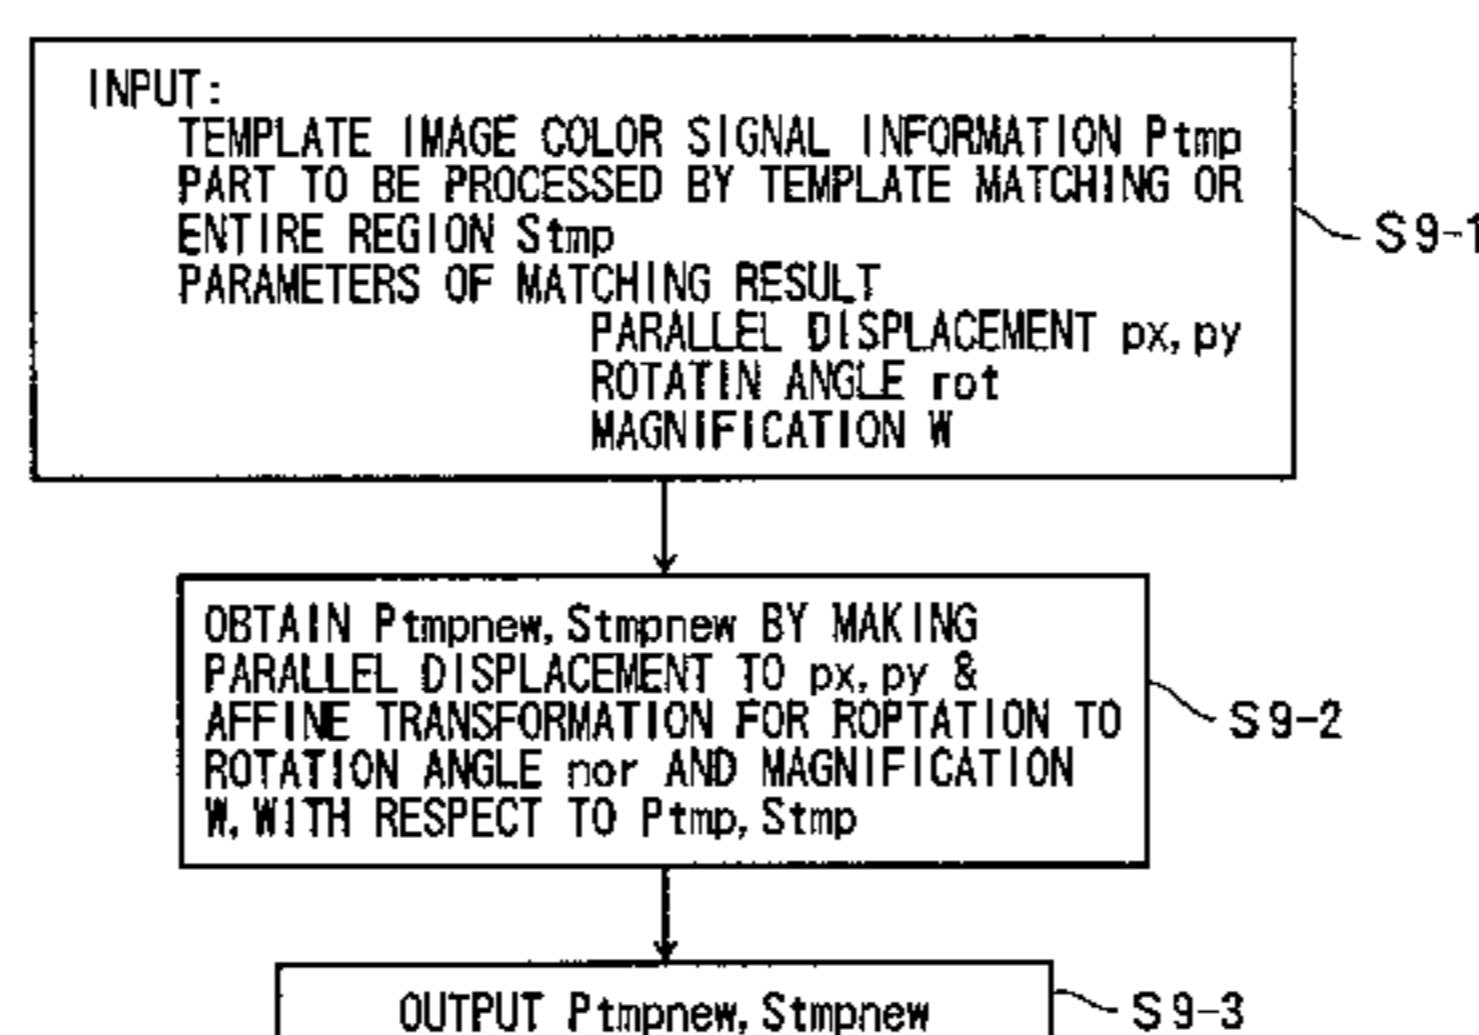 INPUT:
TEMPLATE IMAGE COLOR SIGNAL INFORMATION Ptmp
PART TO BE PROCESSED BY TEMPLATE MATCHING OR
ENTIRE REGION Stmp
PARAMETERS OF MATCHING RESULT
PARALLEL DISPLACEMENT px,py
ROTATIN ANGLE rot
MAGNIFICATION W
S9-1
OBTAIN Ptmpnew,Stmpnew BY MAKING
PARALLEL DISPLACEMENT TO px,py &
AFFINE TRANSFORMATION FOR ROPTATION TO
ROTATION ANGLE nor AND MAGNIFICATION
W,WITH RESPECT TO Ptmp,Stmp
S9-2
OUTPUT Ptmpnew,Stmpnew
S9-3